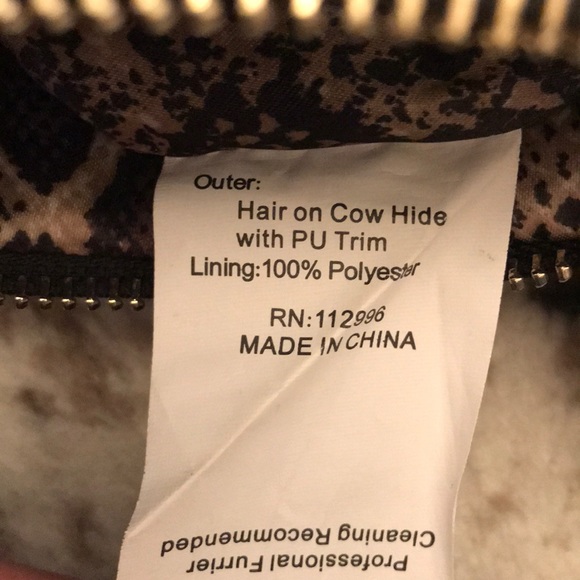 Outer:
Hair on Cow Hide
with PU Trim
Lining:100% Polyester
RN:112996
MADE IN CHINA
Professional Furrier
Cleaning Recommended